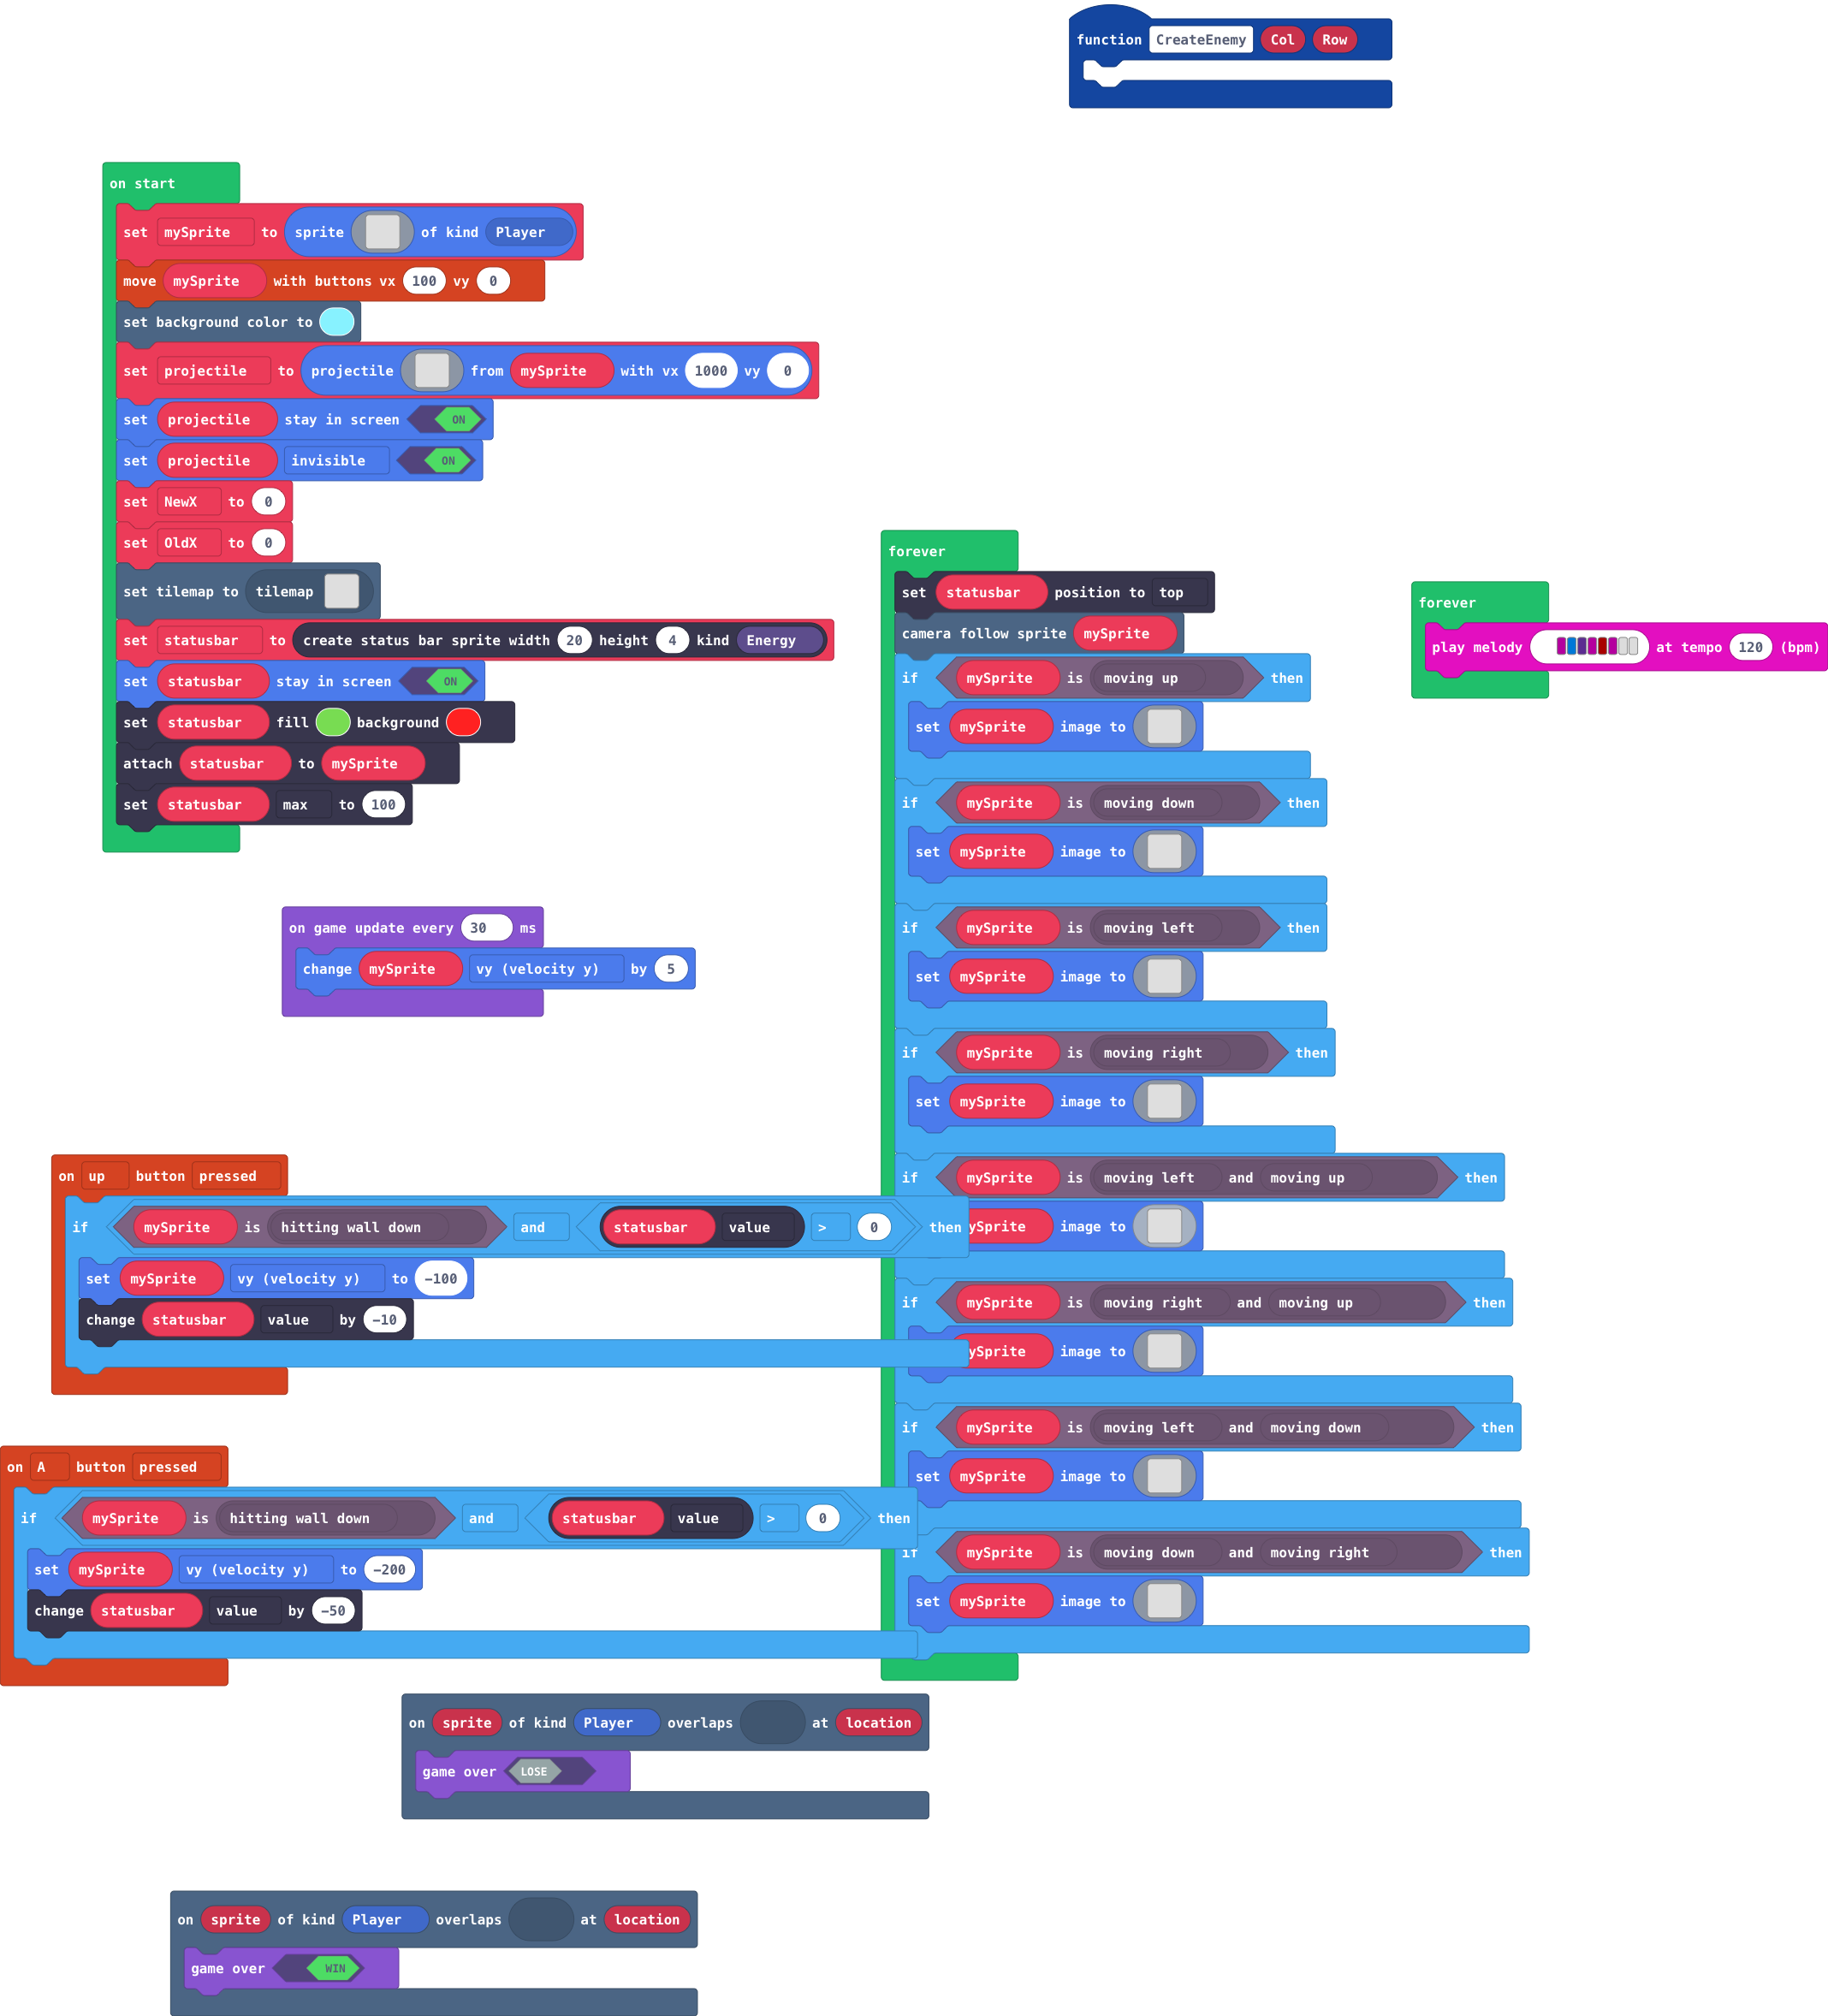 function CreateEnemy Col Row
on start
set mySprite to sprite of kind Player
move mySprite with buttons vx 100 vy 0
set background color to
set projectile to projectile from mySprite with vx 1000 vy 0
set projectile stay in screen ON
set projectile invisible ON
set NewX to 0
set OldX to 0
set tilemap to tilemap
set statusbar to create status bar sprite width 20 height 4 kind Energy
set statusbar stay in screen ON
set statusbar fill background
attach statusbar to mySprite
set statusbar max to 100
on game update every 30 ms
change mySprite vy (velocity y) by 5
on up button pressed
if mySprite is hitting wall down and statusbar value > 0 then
set mySprite vy (velocity y) to -100
change statusbar value by -10
on A button pressed
if mySprite is hitting wall down and statusbar value > 0 then
set mySprite vy (velocity y) to -200
change statusbar value by -50
forever
set statusbar position to top
camera follow sprite mySprite
if mySprite is moving up then
set mySprite image to
if mySprite is moving down then
set mySprite image to
if mySprite is moving left then
set mySprite image to
if mySprite is moving right then
set mySprite image to
if mySprite is moving left and moving up then
ySprite image to
if mySprite is moving right and moving up then
ySprite image to
if mySprite is moving left and moving down then
set mySprite image to
if mySprite is moving down and moving right then
set mySprite image to
forever
play melody at tempo 120 (bpm)
on sprite of kind Player overlaps at location
game over LOSE
on sprite of kind Player overlaps at location
game over WIN